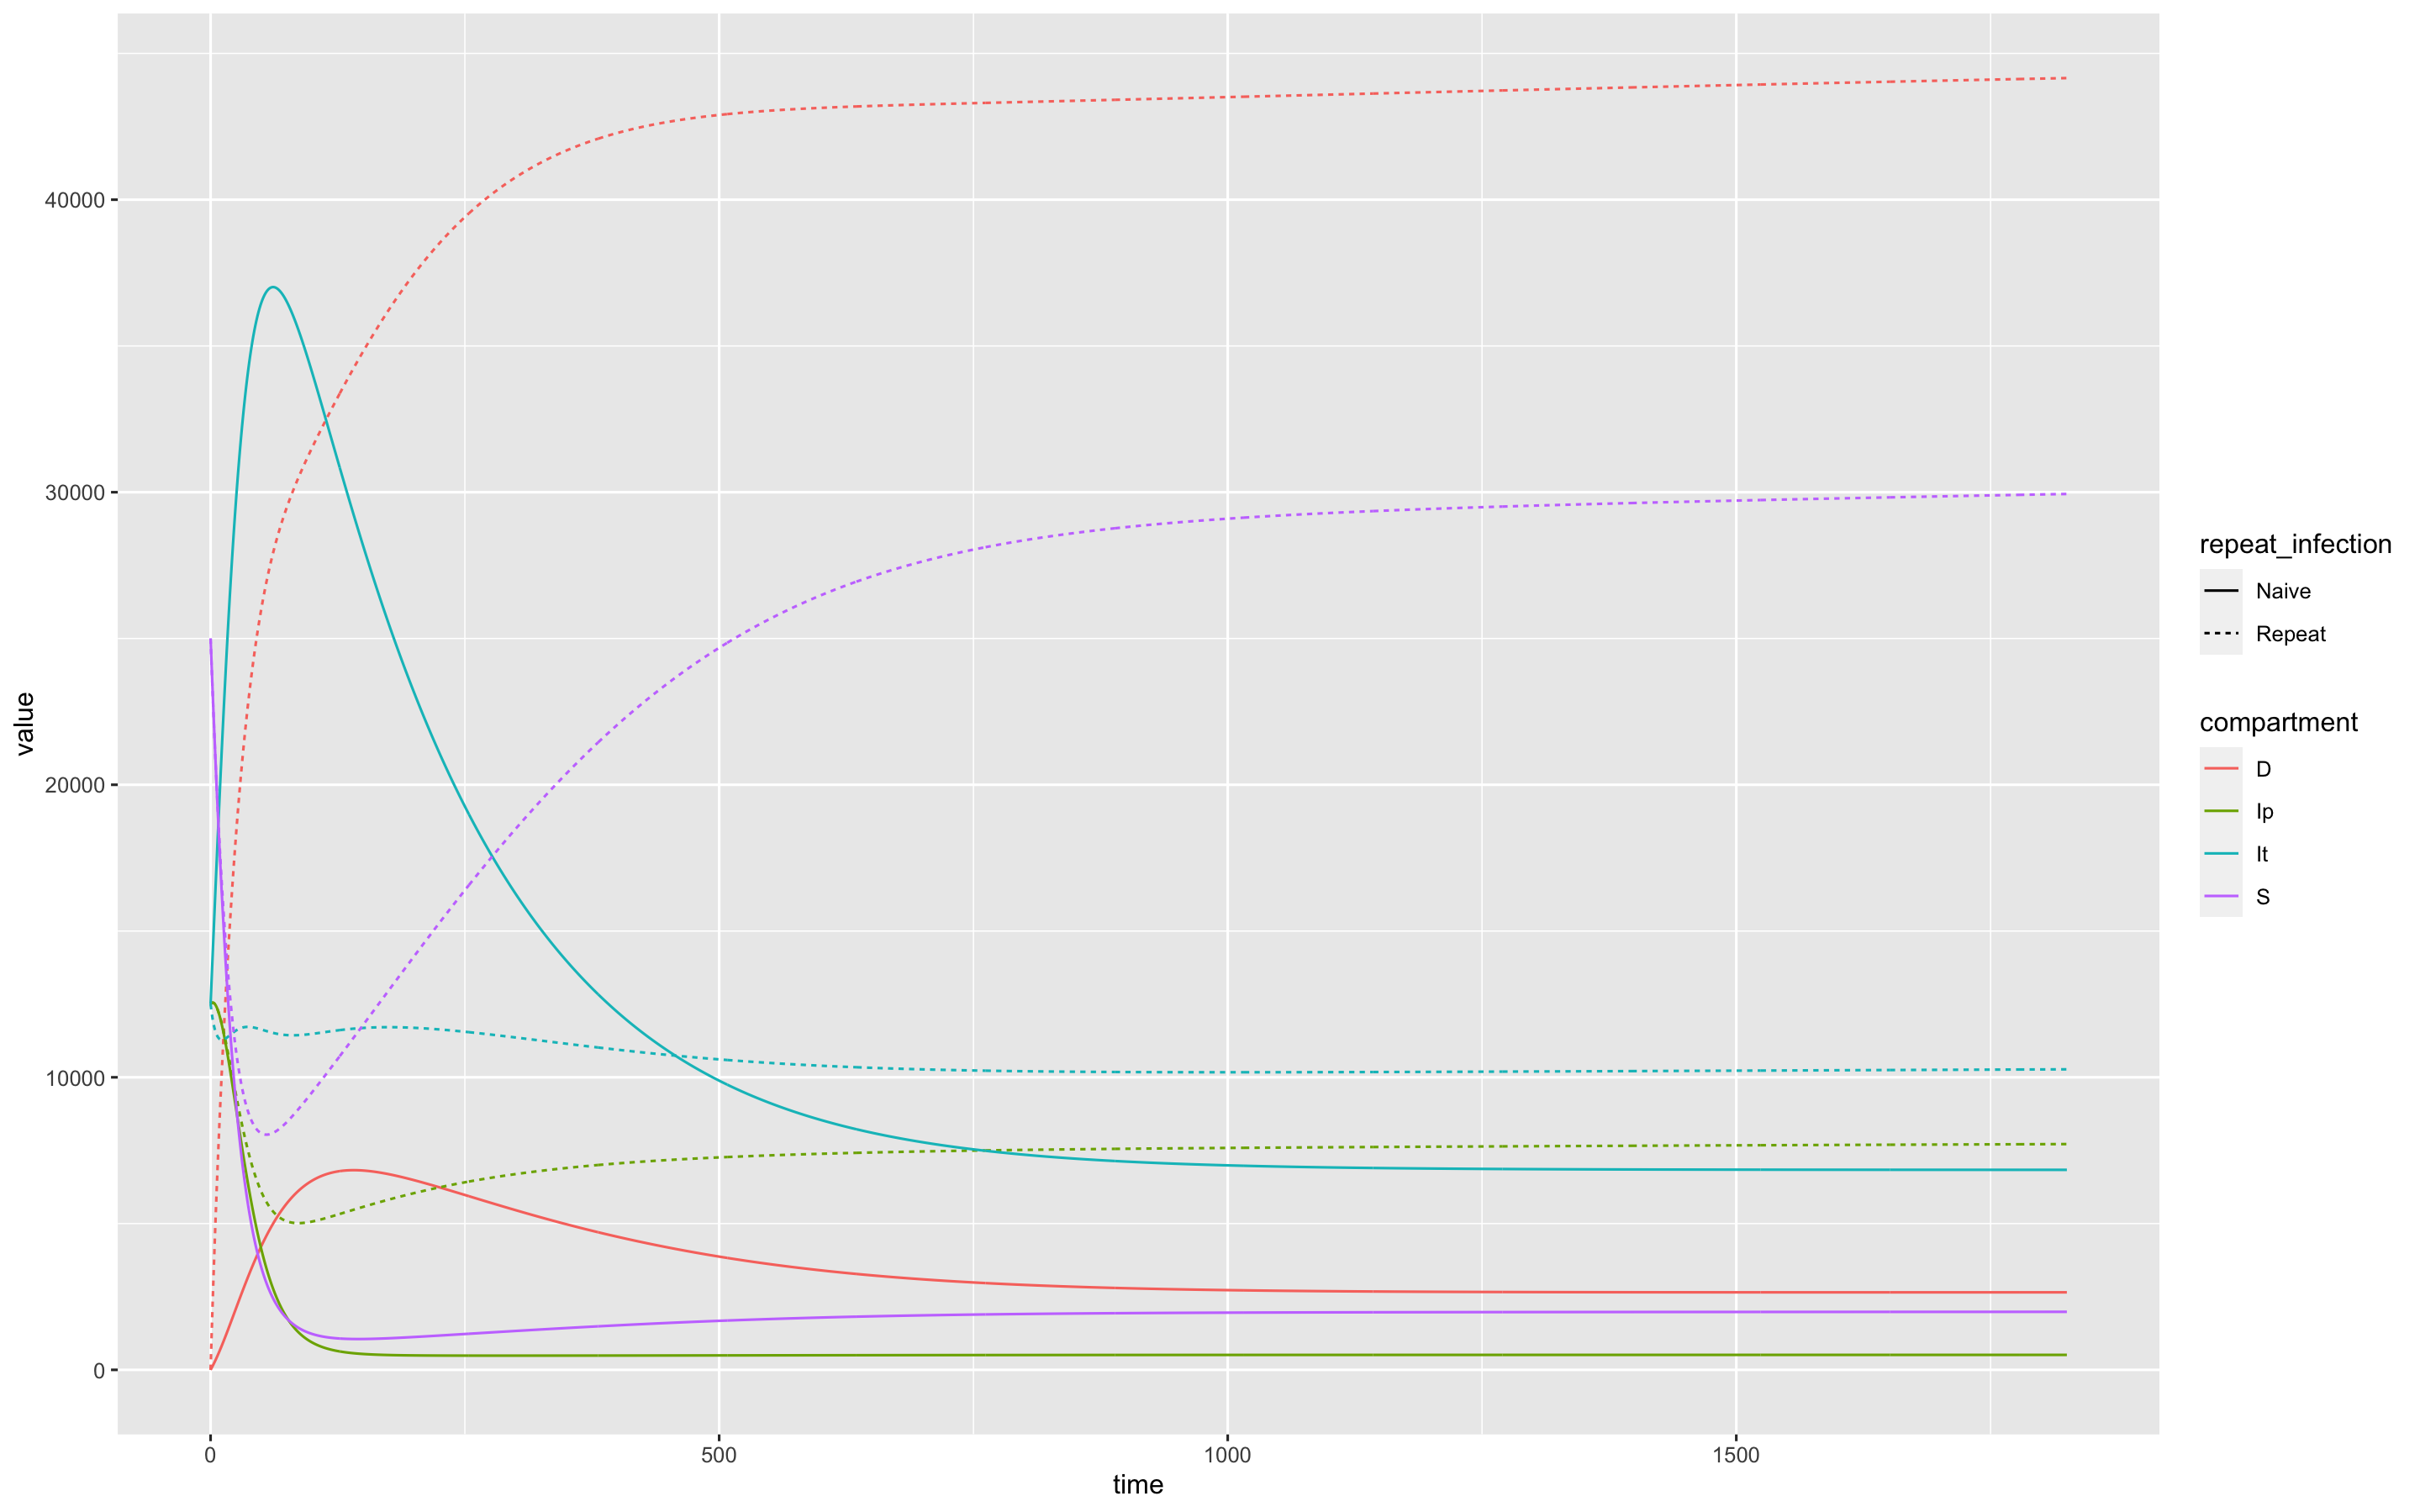 40000
30000
20000
10000
0
value
0 500 1000 1500
time
repeat_infection
Naive
Repeat
compartment
D
Ip
It
S